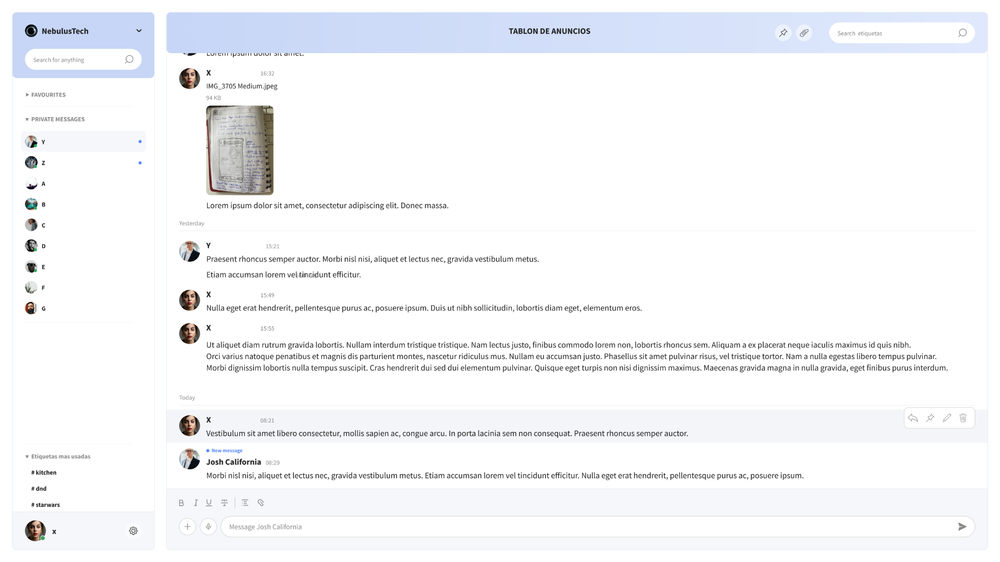 NebulusTech
Search for anything
FAVOURITES
PRIVATE MESSAGES
Y
Z
A
B
C
D
E
F
G
Etiquetas mas usadas
# kitchen
# dnd
# starwars
X
TABLON DE ANUNCIOS
Search etiquetas
Lorem ipsum dolor sit amet.
X 16:32
IMG_3705 Medium.jpeg
94 KB
Lorem ipsum dolor sit amet, consectetur adipiscing elit. Donec massa.
Yesterday
Y 15:21
Praesent rhoncus semper auctor. Morbi nisl nisi, aliquet et lectus nec, gravida vestibulum metus.
Etiam accumsan lorem vel tincidunt efficitur.
X 15:49
Nulla eget erat hendrerit, pellentesque purus ac, posuere ipsum. Duis ut nibh sollicitudin, lobortis diam eget, elementum eros.
X 15:55
Ut aliquet diam rutrum gravida lobortis. Nullam interdum tristique tristique. Nam lectus justo, finibus commodo lorem non, lobortis rhoncus sem. Aliquam a ex placerat neque iaculis maximus id quis nibh.
Orci varius natoque penatibus et magnis dis parturient montes, nascetur ridiculus mus. Nullam eu accumsan justo. Phasellus sit amet pulvinar risus, vel tristique tortor. Nam a nulla egestas libero tempus pulvinar.
Morbi dignissim lobortis nulla tempus suscipit. Cras hendrerit dui sed dui elementum pulvinar. Quisque eget turpis non nisi dignissim maximus. Maecenas gravida magna in nulla gravida, eget finibus purus interdum.
Today
X 08:21
Vestibulum sit amet libero consectetur, mollis sapien ac, congue arcu. In porta lacinia sem non consequat. Praesent rhoncus semper auctor.
New message
Josh California 08:29
Morbi nisl nisi, aliquet et lectus nec, gravida vestibulum metus. Etiam accumsan lorem vel tincidunt efficitur. Nulla eget erat hendrerit, pellentesque purus ac, posuere ipsum.
B I U T
Message Josh California